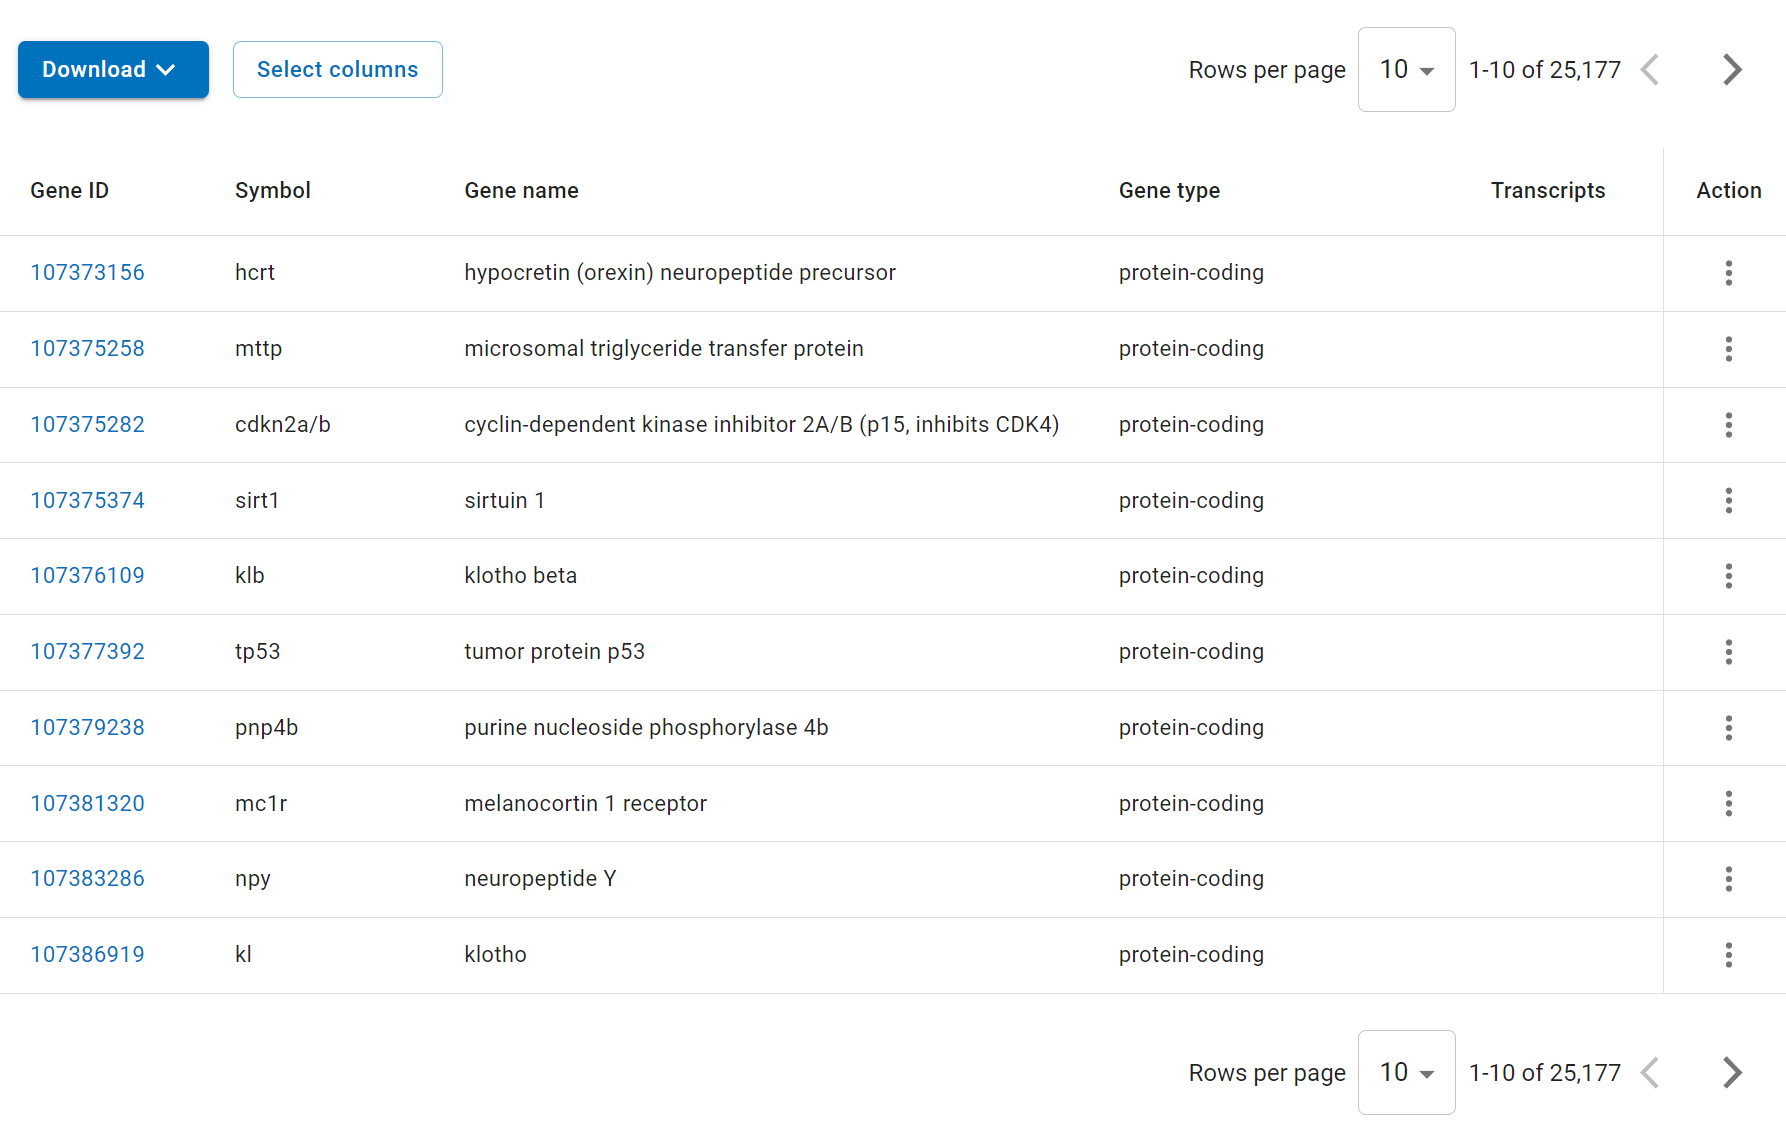 Download Select columns Rows per page 10 1-10 of 25,177
Gene ID Symbol Gene name Gene type Transcripts Action
107373156 hcrt hypocretin (orexin) neuropeptide precursor protein-coding
107375258 mttp microsomal triglyceride transfer protein protein-coding
107375282 cdkn2a/b cyclin-dependent kinase inhibitor 2A/B (p15, inhibits CDK4) protein-coding
107375374 sirt1 sirtuin 1 protein-coding
107376109 klb klotho beta protein-coding
107377392 tp53 tumor protein p53 protein-coding
107379238 pnp4b purine nucleoside phosphorylase 4b protein-coding
107381320 mc1r melanocortin 1 receptor protein-coding
107383286 npy neuropeptide Y protein-coding
107386919 kl klotho protein-coding
Rows per page 10 1-10 of 25,177